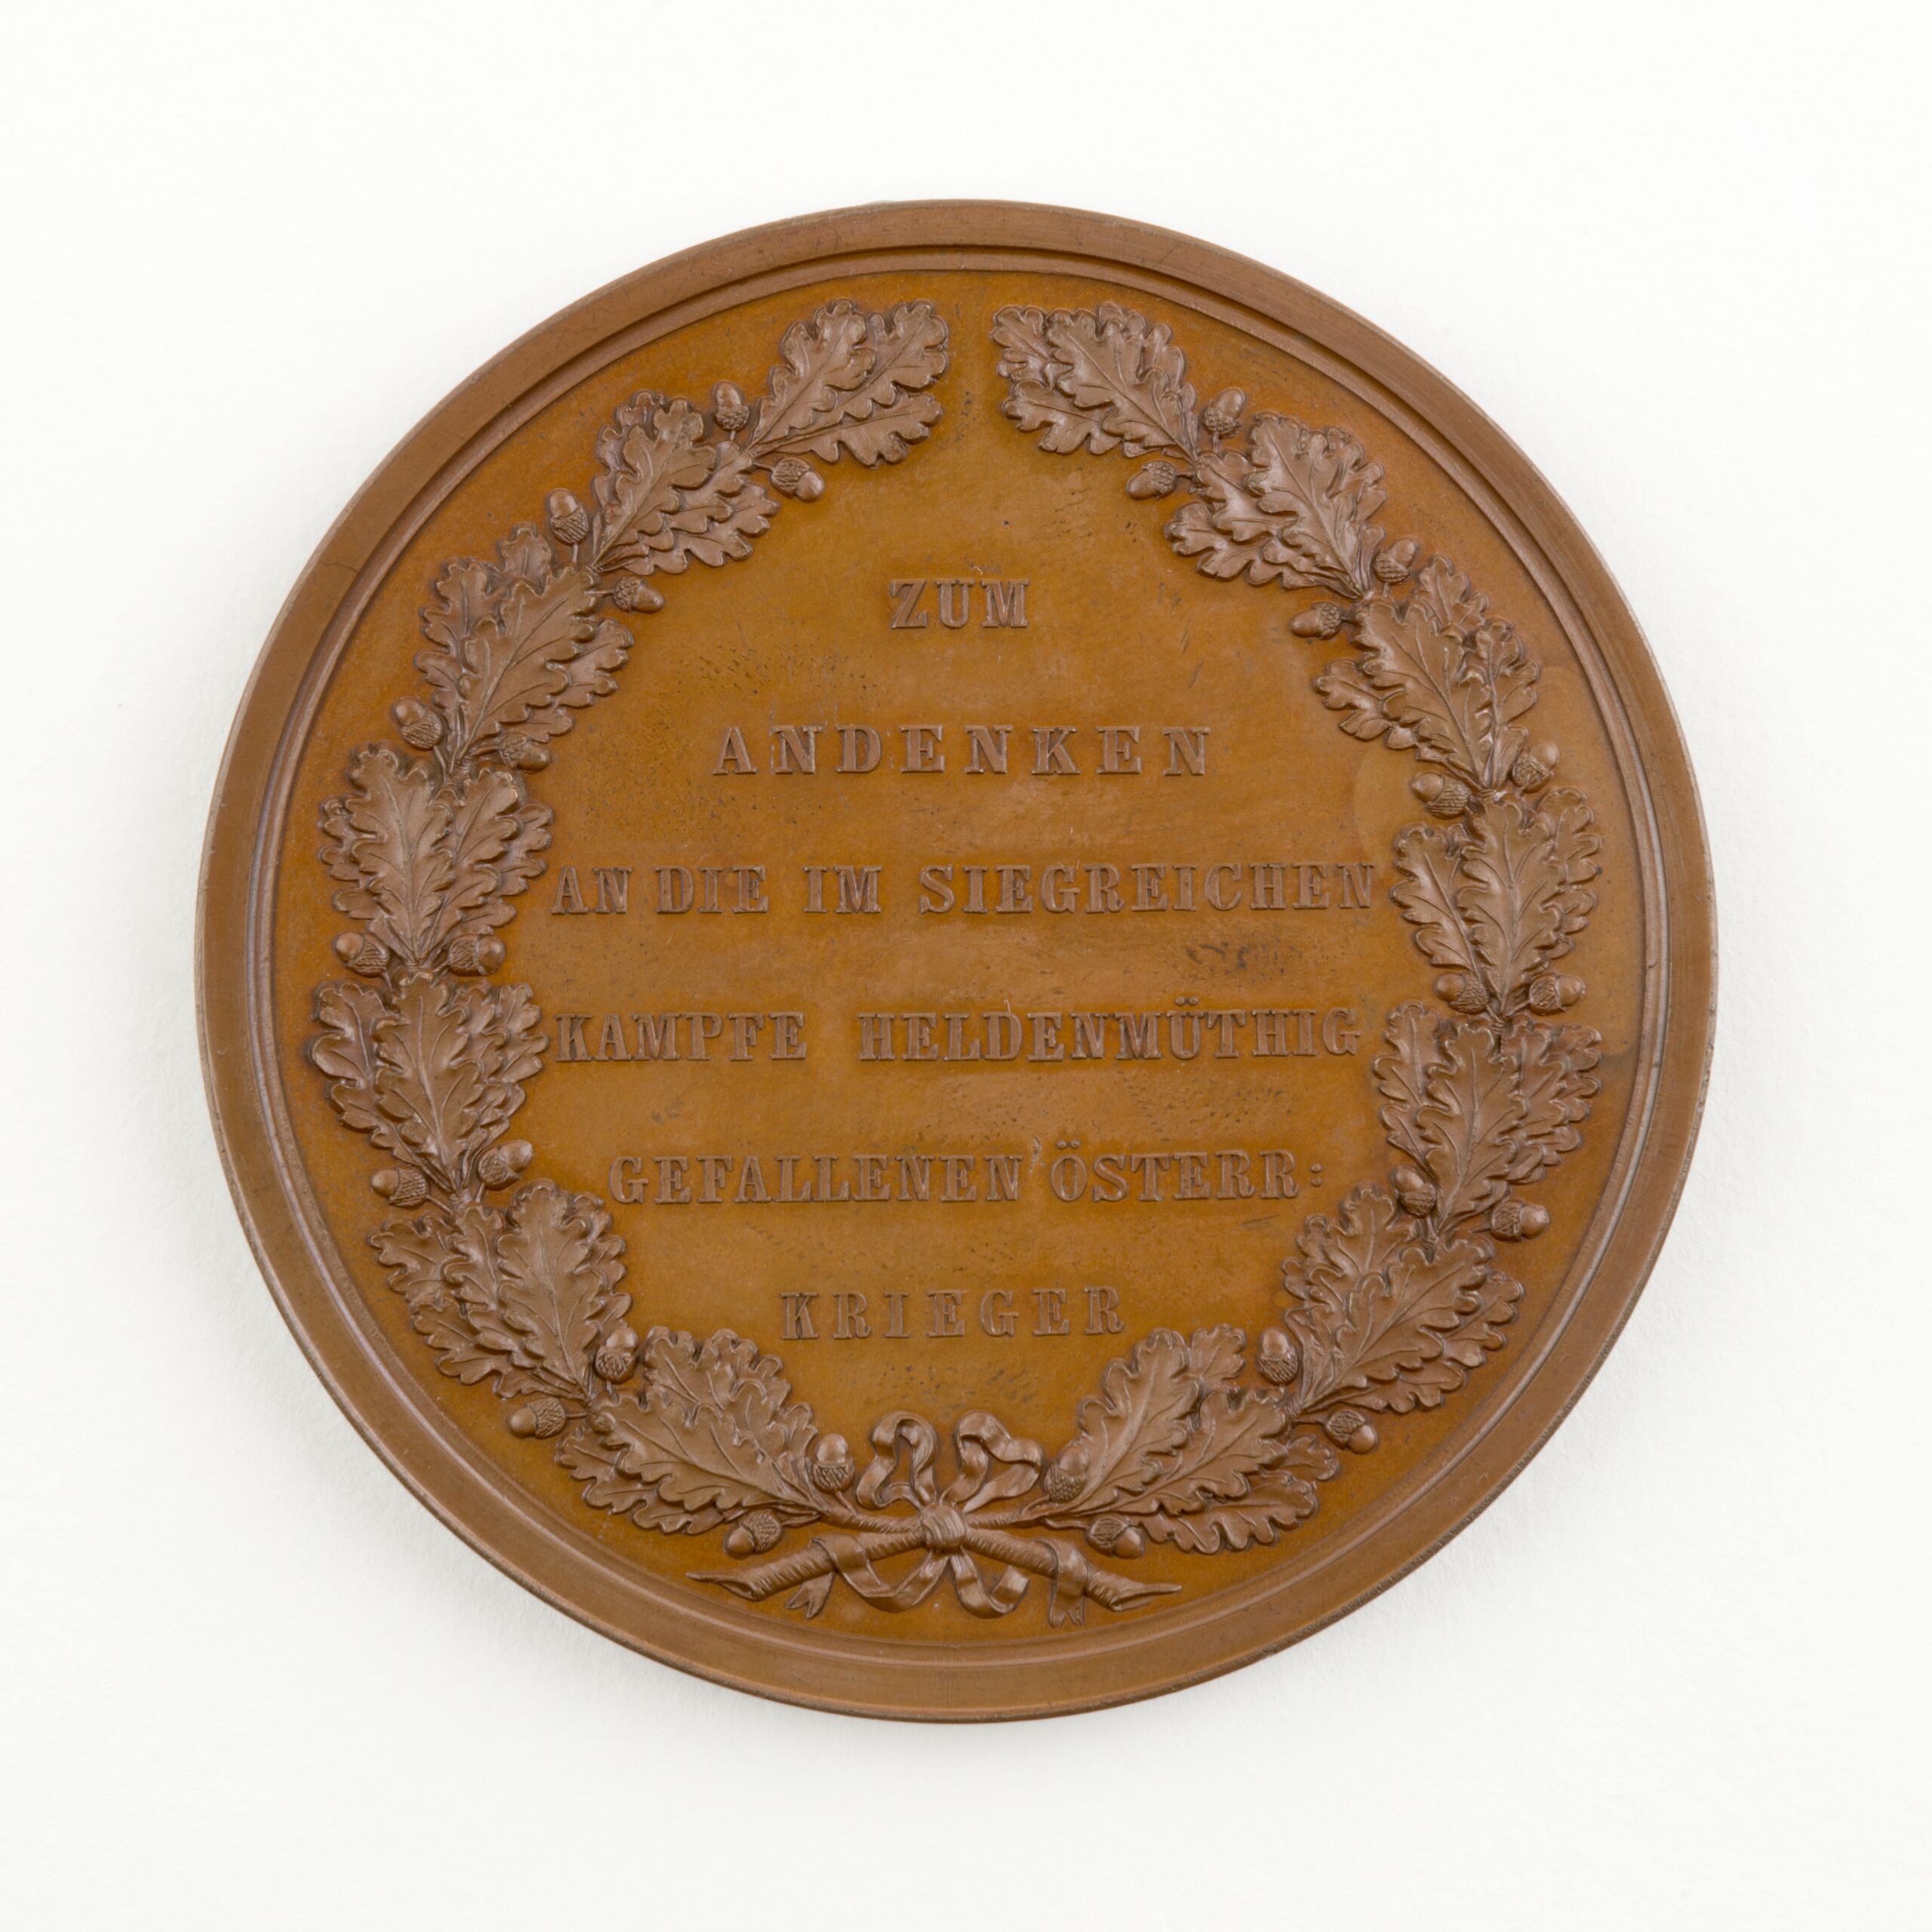 ZUM
ANDENKEN
AN DIE IM SIEGREICHEN
KAMPFE HELDENMÜTHIG
GEFALLENEN ÖSTERR:
KRIEGER